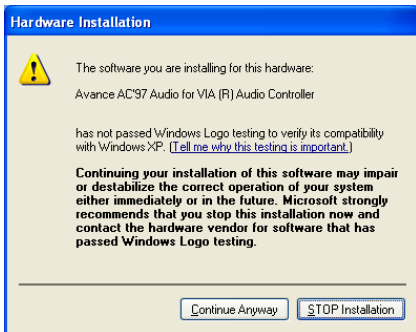 Hardware Installation
The software you are installing for this hardware:
Avance AC'97 Audio for VIA (R) Audio Controller
has not passed Windows Logo testing to verify its compatibility
with Windows XP. (Tell me why this testing is important.)
Continuing your installation of this software may impair
or destabilize the correct operation of your system
either immediately or in the future. Microsoft strongly
recommends that you stop this installation now and
contact the hardware vendor for software that has
passed Windows Logo testing.
Continue Anyway
STOP Installation